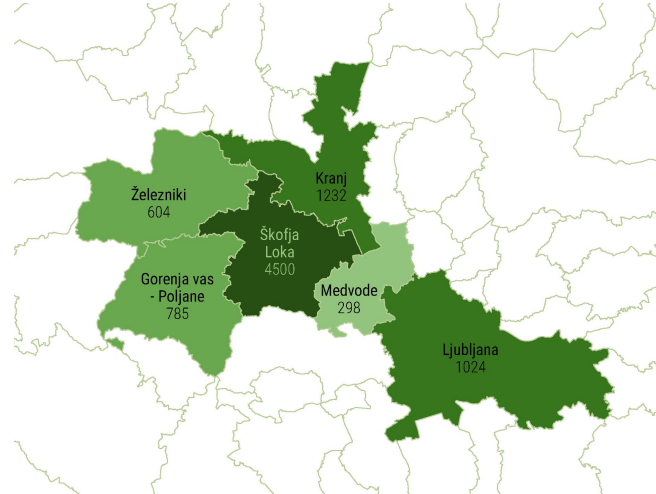 Kranj
1232
Železniki
604
Škofja
Loka
4500
Gorenja vas
- Poljane
785
Medvode
298
Ljubljana
1024